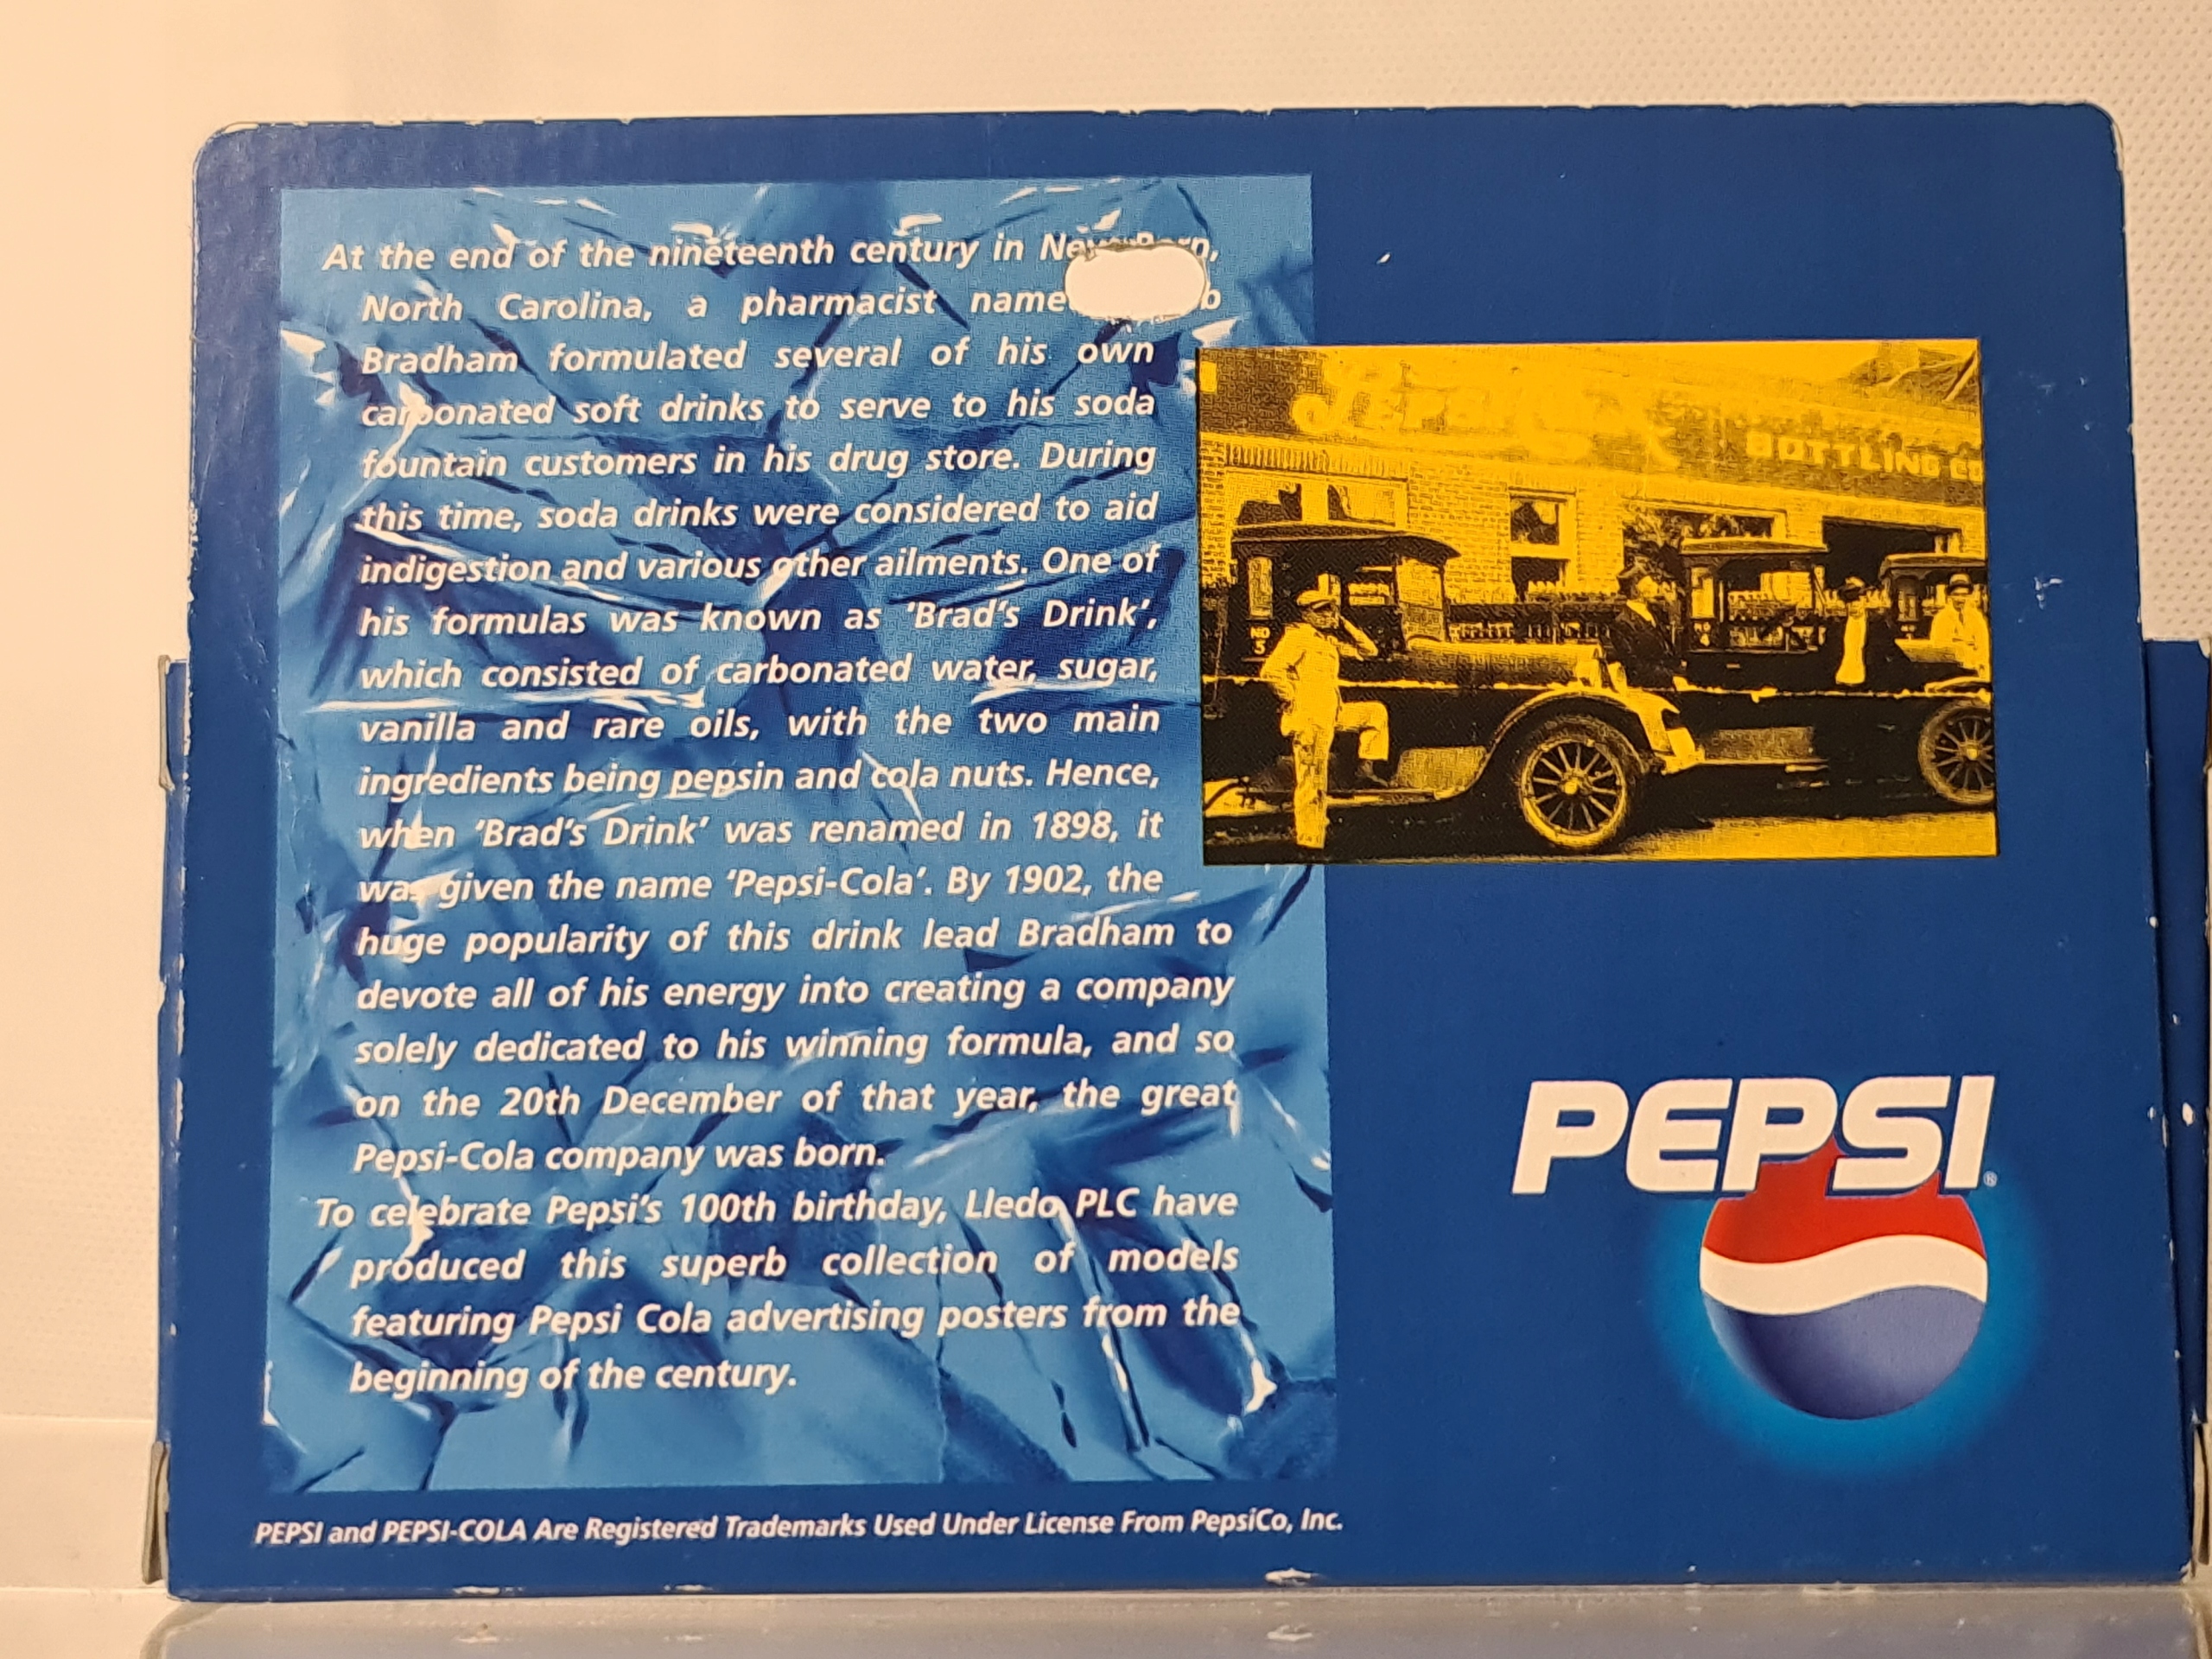 At the end of the nineteenth century in
North Carolina, a pharmacist
Bradham formulated several of his own
carbonated soft drinks to serve to his soda
fountain customers in his drug store. During
this time, soda drinks were considered to aid
indigestion and various other ailments. One of
his formulas was known as ‘Brad’s Drink’,
which consisted of carbonated water, sugar,
vanilla and rare oils, with the two main
ingredients being pepsin and cola nuts. Hence,
when ‘Brad’s Drink’ was renamed in 1898, it
was given the name ‘Pepsi-Cola’. By 1902, the
huge popularity of this drink lead Bradham to
devote all of his energy into creating a company
solely dedicated to his winning formula, and so
on the 20th December of that year, the great
Pepsi-Cola company was born.
To celebrate Pepsi’s 100th birthday, Lledo PLC have
produced this superb collection of models
featuring Pepsi Cola advertising posters from the
beginning of the century.
BOTTLING CO
NO
5
PEPSI®
PEPSI and PEPSI-COLA Are Registered Trademarks Used Under License From PepsiCo, Inc.